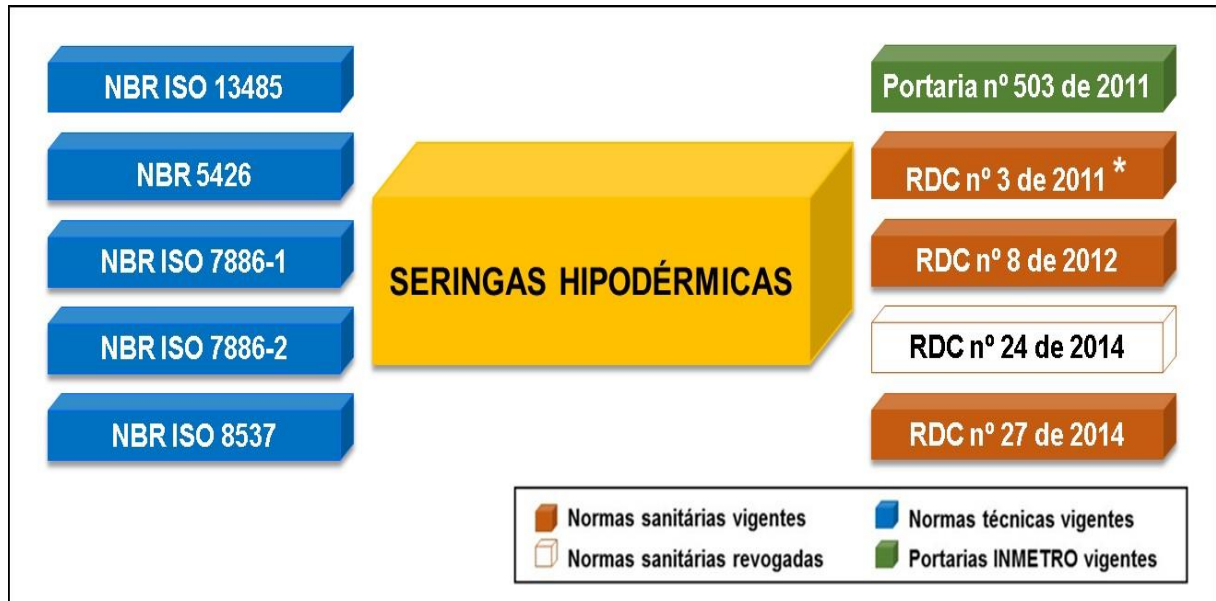 NBR ISO 13485
NBR 5426
NBR ISO 7886-1
NBR ISO 7886-2
NBR ISO 8537
SERINGAS HIPODÉRMICAS
Portaria nº 503 de 2011
RDC nº 3 de 2011 *
RDC nº 8 de 2012
RDC nº 24 de 2014
RDC nº 27 de 2014
Normas sanitárias vigentes
Normas técnicas vigentes
Normas sanitárias revogadas
Portarias INMETRO vigentes